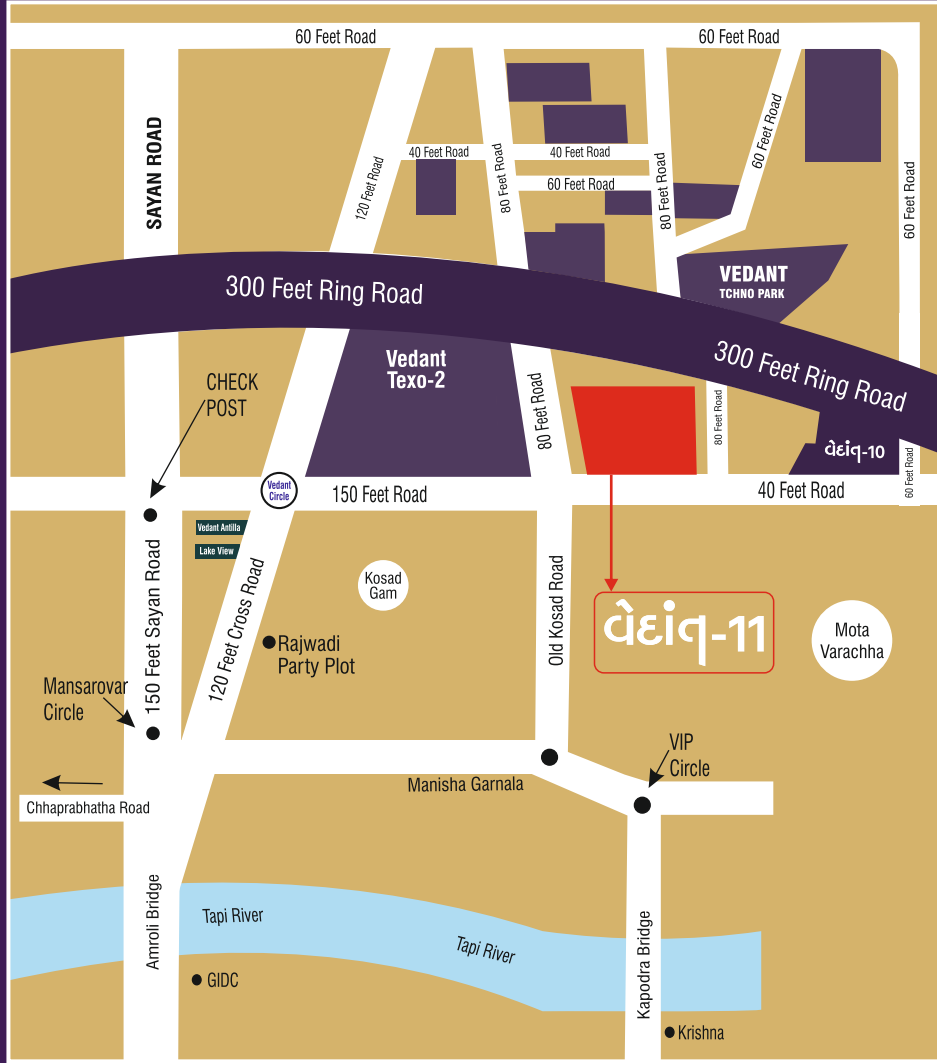 60 Feet Road
60 Feet Road
SAYAN ROAD
120 Feet Road
40 Feet Road
80 Feet Road
40 Feet Road
60 Feet Road
80 Feet Road
60 Feet Road
60 Feet Road
300 Feet Ring Road
VEDANT
TCHNO PARK
300 Feet Ring Road
Vedant
Texo-2
CHECK
POST
80 Feet Road
80 Feet Road
વેદાંત-10
60 Feet Road
Vedant
Circle
150 Feet Road
40 Feet Road
Vedant Antilla
Lake View
150 Feet Sayan Road
120 Feet Cross Road
Kosad
Gam
Old Kosad Road
વેદાંત-11
Mota
Varachha
Rajwadi
Party Plot
Mansarovar
Circle
VIP
Circle
Manisha Garnala
Chhaprabhatha Road
Amroli Bridge
Tapi River
Tapi River
Kapodra Bridge
GIDC
Krishna